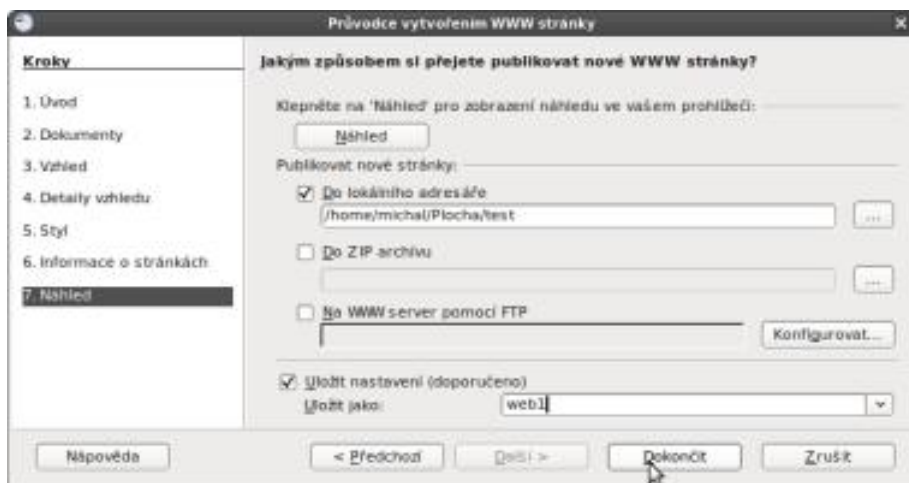 Průvodce vytvořením WWW stránky
Kroky
1. Úvod
2. Dokumenty
3. Vzhled
4. Detaily vzhledu
5. Styl
6. Informace o stránkách
7. Náhled
Jakým způsobem si přejete publikovat nové WWW stránky?
Klepněte na 'Náhled' pro zobrazení náhledu ve vašem prohlížeči:
Náhled
Publikovat nové stránky:
Do lokálního adresáře
/home/michal/Plocha/test
...
Do ZIP archivu
...
Na WWW server pomocí FTP
Konfigurovat...
Uložit nastavení (doporučeno)
Uložit jako:
web1
Nápověda
< Předchozí
Další >
Dokončit
Zrušit